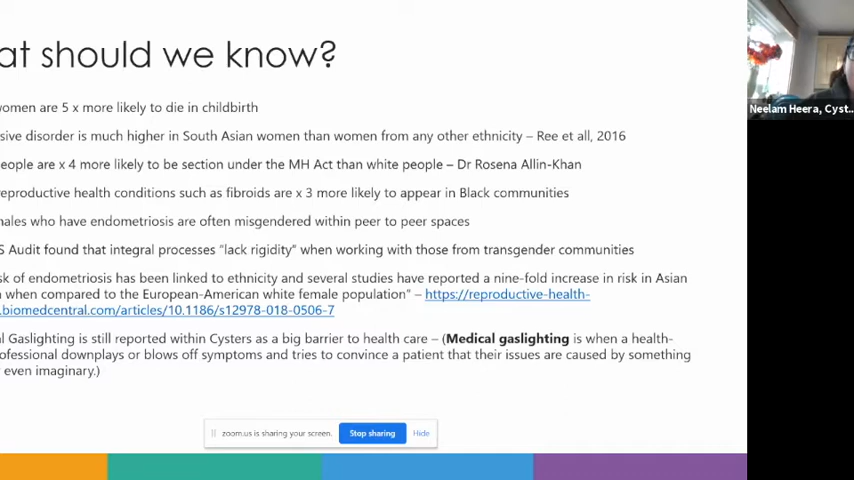 at should we know?
women are 5 x more likely to die in childbirth
sive disorder is much higher in South Asian women than women from any other ethnicity – Ree et all, 2016
eople are x 4 more likely to be section under the MH Act than white people – Dr Rosena Allin-Khan
reproductive health conditions such as fibroids are x 3 more likely to appear in Black communities
nales who have endometriosis are often misgendered within peer to peer spaces
S Audit found that integral processes "lack rigidity" when working with those from transgender communities
sk of endometriosis has been linked to ethnicity and several studies have reported a nine-fold increase in risk in Asian
n when compared to the European-American white female population" – https://reproductive-health-
.biomedcentral.com/articles/10.1186/s12978-018-0506-7
l Gaslighting is still reported within Cysters as a big barrier to health care – (Medical gaslighting is when a health-
ofessional downplays or blows off symptoms and tries to convince a patient that their issues are caused by something
r even imaginary.)
zoom.us is sharing your screen. Stop sharing Hide
Neelam Heera, Cyst...